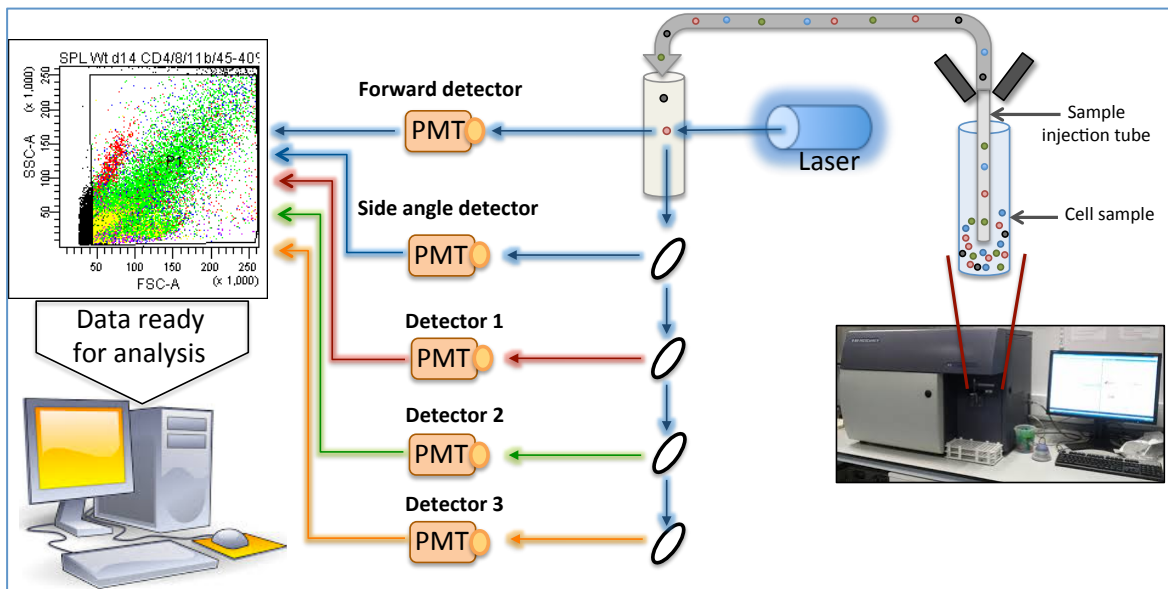 SPL Wt d14 CD4/8/11b/45-40
SSC-A
(x 1,000)
50
100
150
200
250
P1
50
100
150
200
250
FSC-A
(x 1,000)
Data ready
for analysis
Forward detector
PMT
Side angle detector
PMT
Detector 1
PMT
Detector 2
PMT
Detector 3
PMT
Laser
Sample
injection tube
Cell sample